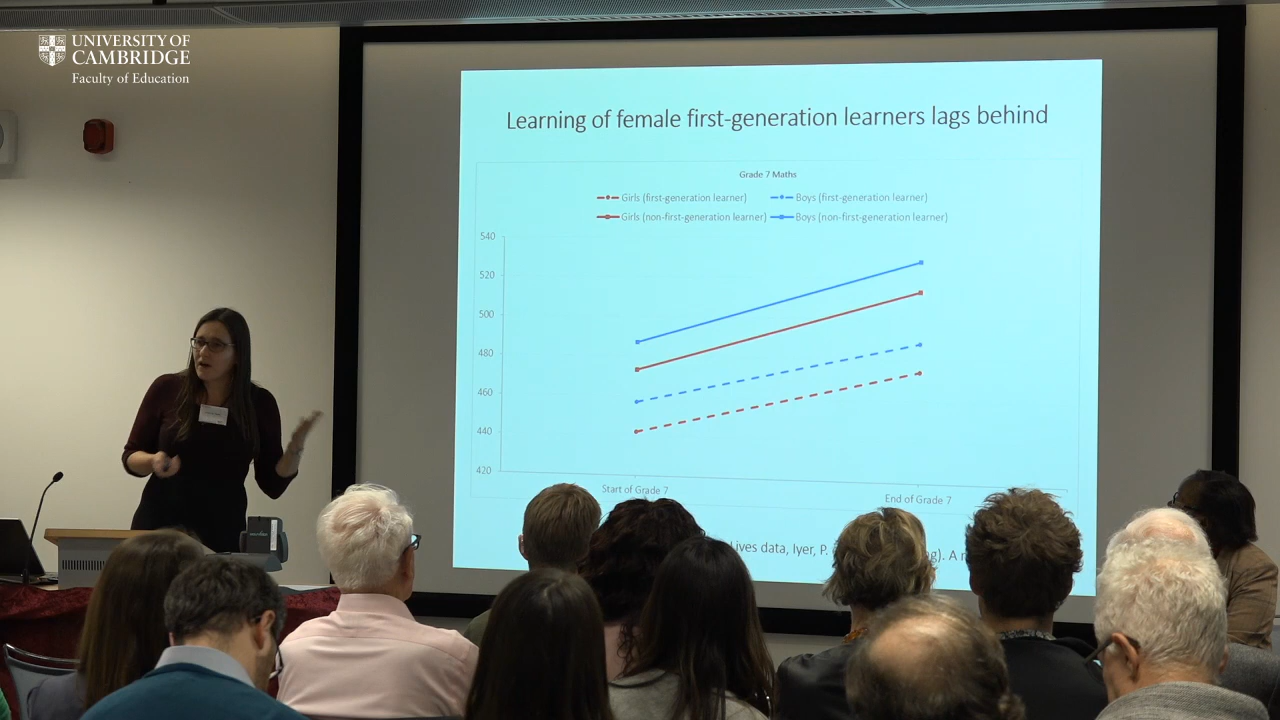 UNIVERSITY OF
CAMBRIDGE
Faculty of Education
Learning of female first-generation learners lags behind
Grade 7 Maths
Girls (first-generation learner)
Boys (first-generation learner)
Girls (non-first-generation learner)
Boys (non-first-generation learner)
540
520
500
480
460
440
420
Start of Grade 7
End of Grade 7
Lives data, Iyer, P.